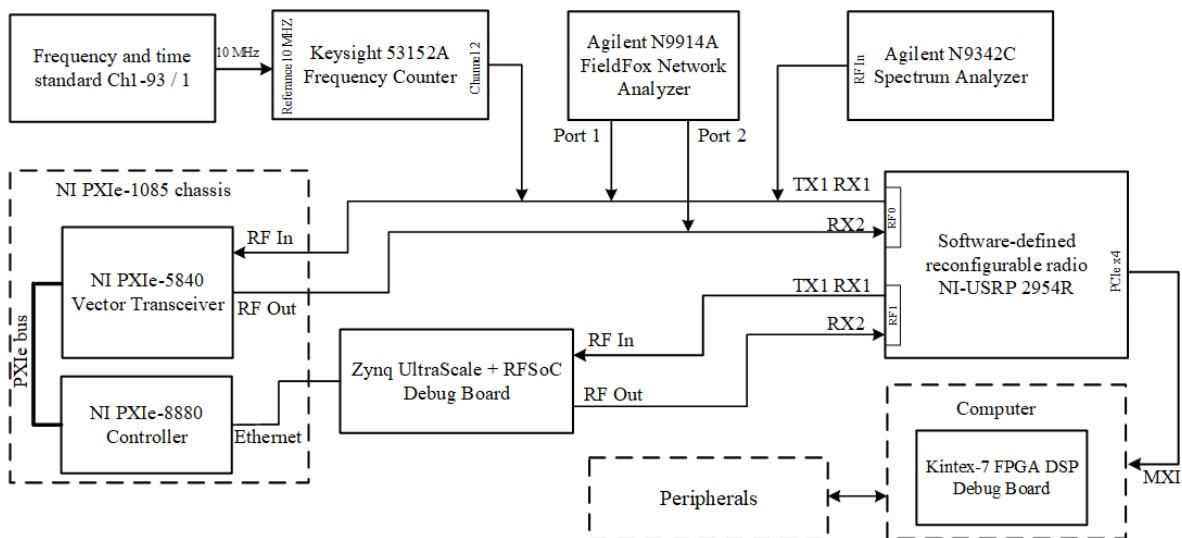 Frequency and time
standard Ch1-93 / 1
10 MHz
Referense 10 MHZ
Keysight 53152A
Frequency Counter
Channel 2
Agilent N9914A
FieldFox Network
Analyzer
RF In
Agilent N9342C
Spectrum Analyzer
Port 1
Port 2
NI PXIe-1085 chassis
TX1 RX1
RF0
RX2
RF In
NI PXIe-5840
Vector Transceiver
RF Out
Software-defined
reconfigurable radio
NI-USRP 2954R
PCIe x4
TX1 RX1
RF1
RX2
PXIe bus
RF In
Zynq UltraScale + RFSoC
Debug Board
RF Out
NI PXIe-8880
Controller
Ethernet
Computer
Kintex-7 FPGA DSP
Debug Board
MXI
Peripherals